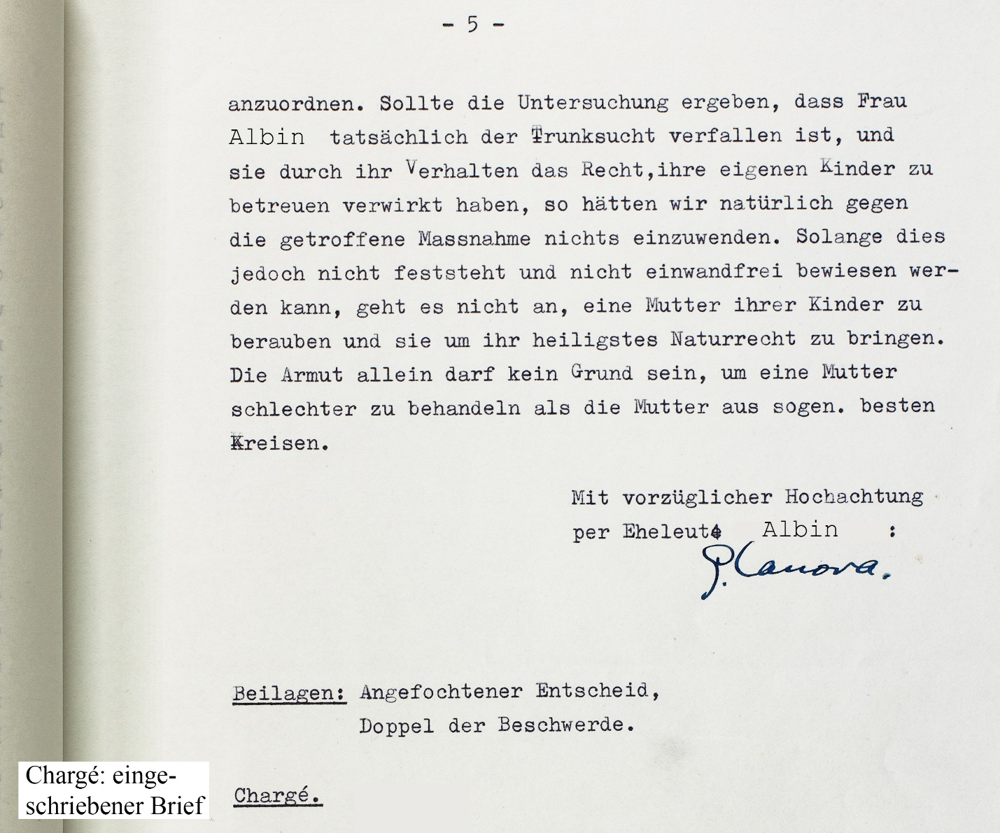 - 5 -
anzuordnen. Sollte die Untersuchung ergeben, dass Frau
Albin tatsächlich der Trunksucht verfallen ist, und
sie durch ihr Verhalten das Recht,ihre eigenen Kinder zu
betreuen verwirkt haben, so hätten wir natürlich gegen
die getroffene Massnahme nichts einzuwenden. Solange dies
jedoch nicht feststeht und nicht einwandfrei bewiesen wer-
den kann, geht es nicht an, eine Mutter ihrer Kinder zu
berauben und sie um ihr heiligstes Naturrecht zu bringen.
Die Armut allein darf kein Grund sein, um eine Mutter
schlechter zu behandeln als die Mutter aus sogen. besten
Kreisen.
Mit vorzüglicher Hochachtung
per Eheleute Albin :
G. Canova.
Beilagen: Angefochtener Entscheid,
Doppel der Beschwerde.
Chargé: einge-
schriebener Brief
Chargé.